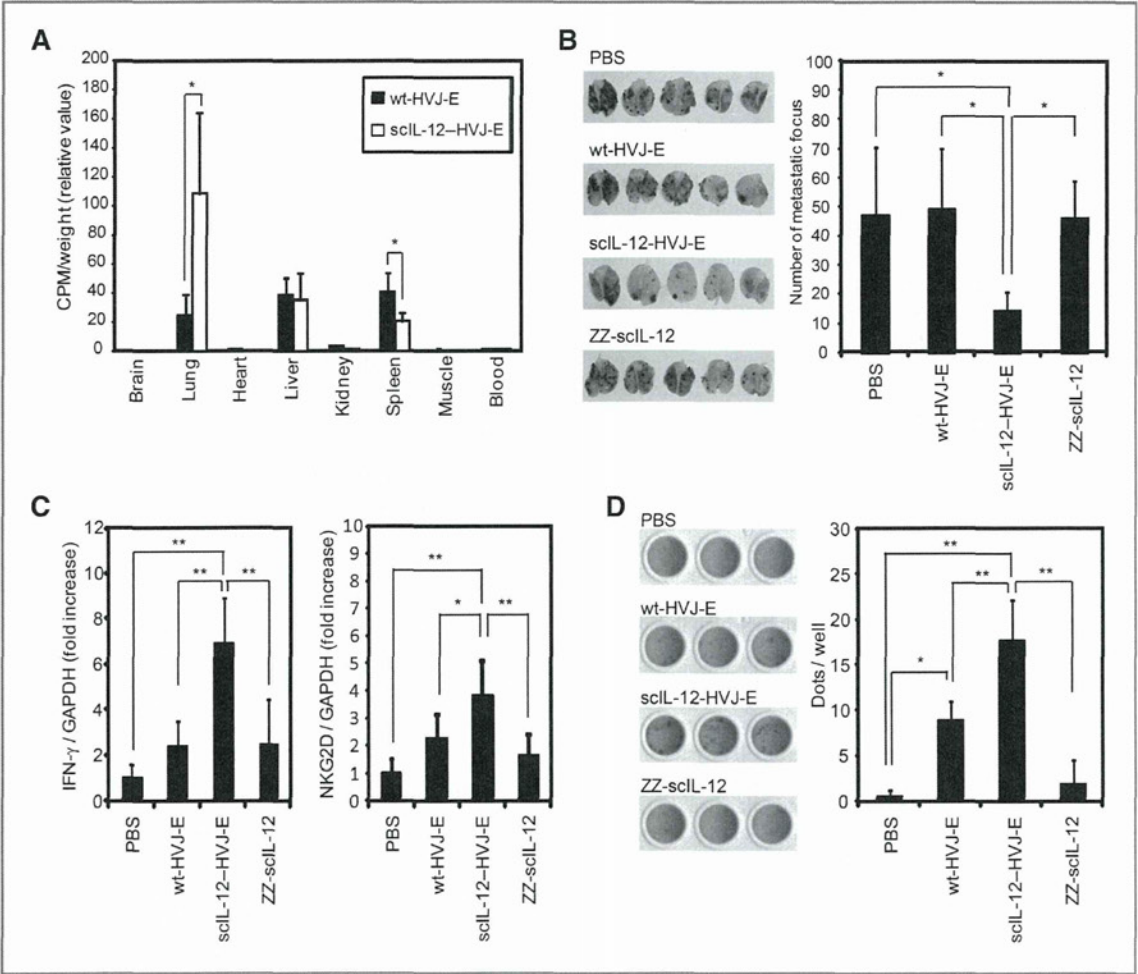 A
CPM/weight (relative value)
200
180
160
140
120
100
80
60
40
20
0
*
*
wt-HVJ-E
scIL-12–HVJ-E
Brain
Lung
Heart
Liver
Kidney
Spleen
Muscle
Blood
B
PBS
wt-HVJ-E
scIL-12-HVJ-E
ZZ-scIL-12
Number of metastatic focus
100
90
80
70
60
50
40
30
20
10
0
*
*
*
PBS
wt-HVJ-E
scIL-12–HVJ-E
ZZ-scIL-12
C
IFN-γ / GAPDH (fold increase)
12
10
8
6
4
2
0
**
**
**
PBS
wt-HVJ-E
scIL-12–HVJ-E
ZZ-scIL-12
NKG2D / GAPDH (fold increase)
10
9
8
7
6
5
4
3
2
1
0
**
*
**
PBS
wt-HVJ-E
scIL-12–HVJ-E
ZZ-scIL-12
D
PBS
wt-HVJ-E
scIL-12-HVJ-E
ZZ-scIL-12
Dots / well
30
25
20
15
10
5
0
**
**
**
*
PBS
wt-HVJ-E
scIL-12–HVJ-E
ZZ-scIL-12